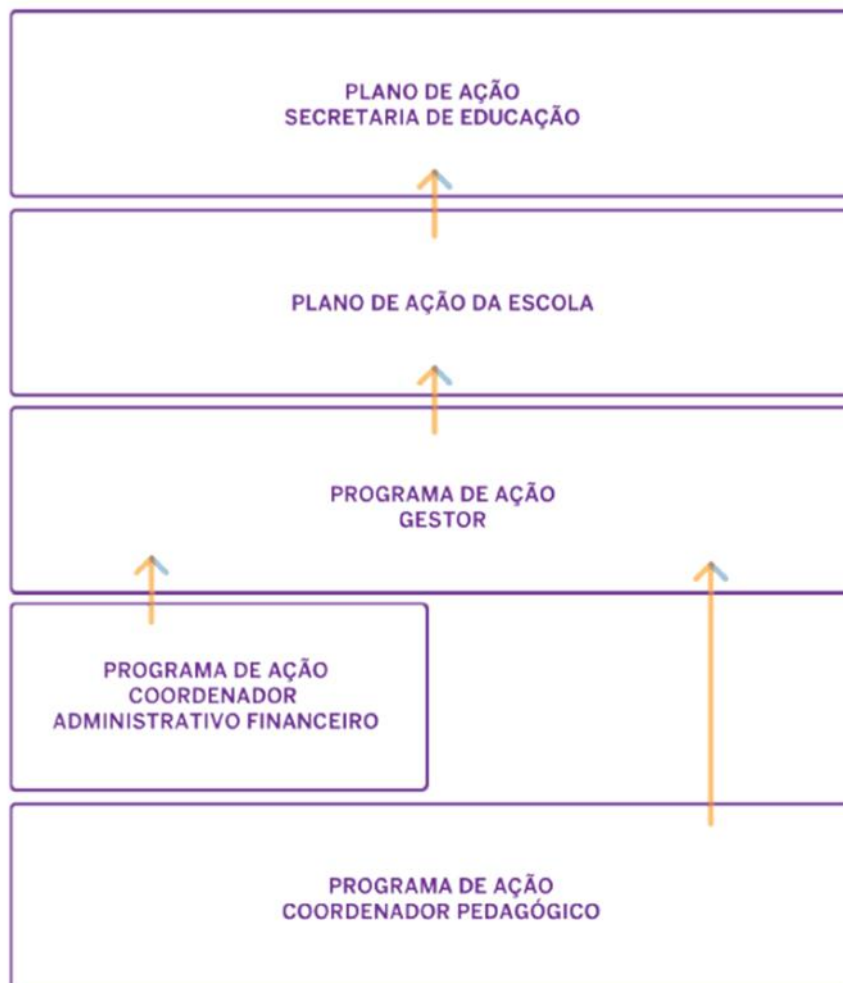 PLANO DE AÇÃO
SECRETARIA DE EDUCAÇÃO
PLANO DE AÇÃO DA ESCOLA
PROGRAMA DE AÇÃO
GESTOR
PROGRAMA DE AÇÃO
COORDENADOR
ADMINISTRATIVO FINANCEIRO
PROGRAMA DE AÇÃO
COORDENADOR PEDAGÓGICO